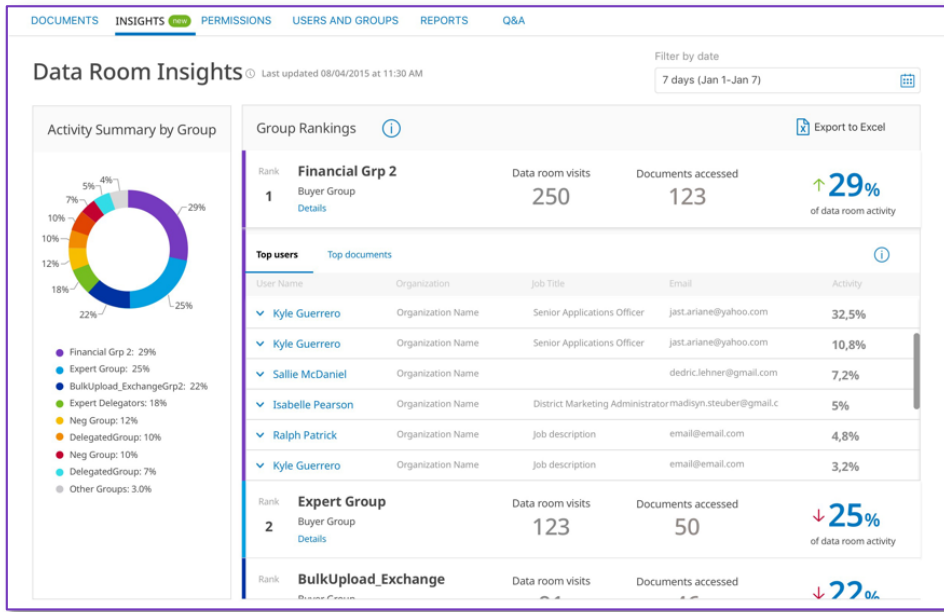 DOCUMENTS INSIGHTS new PERMISSIONS USERS AND GROUPS REPORTS Q&A
Data Room Insights Last updated 08/04/2015 at 11:30 AM
Filter by date
7 days (Jan 1-Jan 7)
Activity Summary by Group
4%
5%
7%
10%
10%
12%
18%
22%
25%
29%
Financial Grp 2: 29%
Expert Group: 25%
BulkUpload_ExchangeGrp2: 22%
Expert Delegators: 18%
Neg Group: 12%
DelegatedGroup: 10%
Neg Group: 10%
DelegatedGroup: 7%
Other Groups: 3.0%
Group Rankings
Export to Excel
Rank Financial Grp 2 Data room visits Documents accessed
1 Buyer Group 250 123 29%
Details of data room activity
Top users Top documents
User Name Organization Job Title Email Activity
Kyle Guerrero Organization Name Senior Applications Officer jast.ariane@yahoo.com 32,5%
Kyle Guerrero Organization Name Senior Applications Officer jast.ariane@yahoo.com 10,8%
Sallie McDaniel Organization Name dedric.lehner@gmail.com 7,2%
Isabelle Pearson Organization Name District Marketing Administrator madisyn.steuber@gmail.c 5%
Ralph Patrick Organization Name Job description email@email.com 4,8%
Kyle Guerrero Organization Name Job description email@email.com 3,2%
Rank Expert Group Data room visits Documents accessed
2 Buyer Group 123 50 25%
Details of data room activity
Rank BulkUpload_Exchange Data room visits Documents accessed
Buyer Group 22%